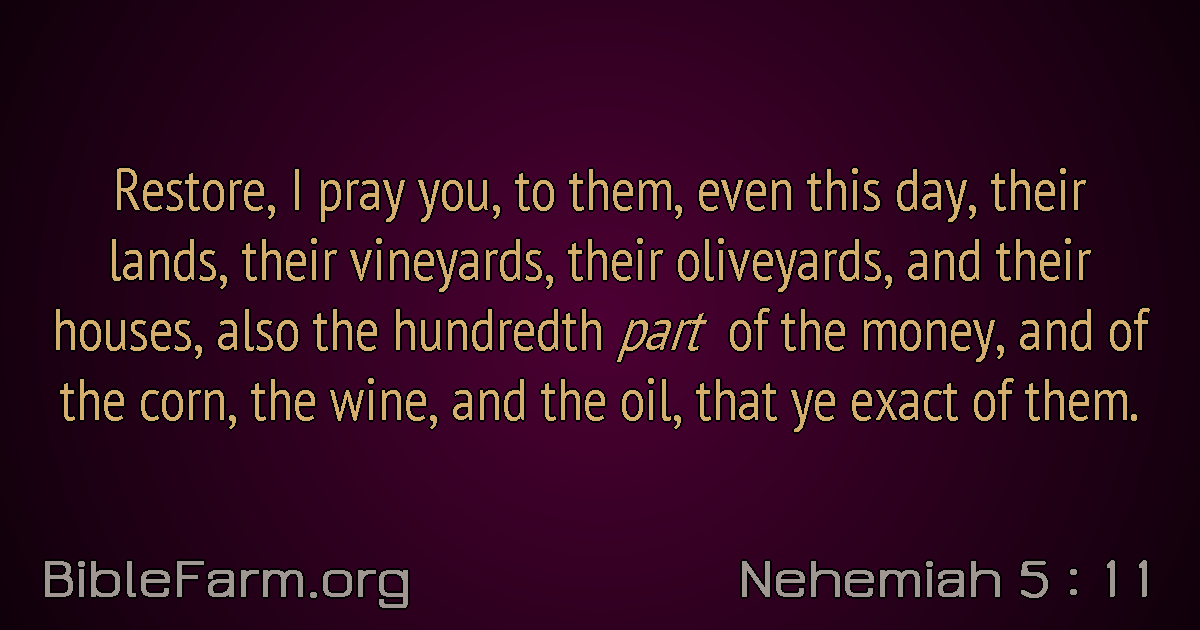 Restore, I pray you, to them, even this day, their
lands, their vineyards, their oliveyards, and their
houses, also the hundredth part of the money, and of
the corn, the wine, and the oil, that ye exact of them.
BibleFarm.org
Nehemiah 5 : 11